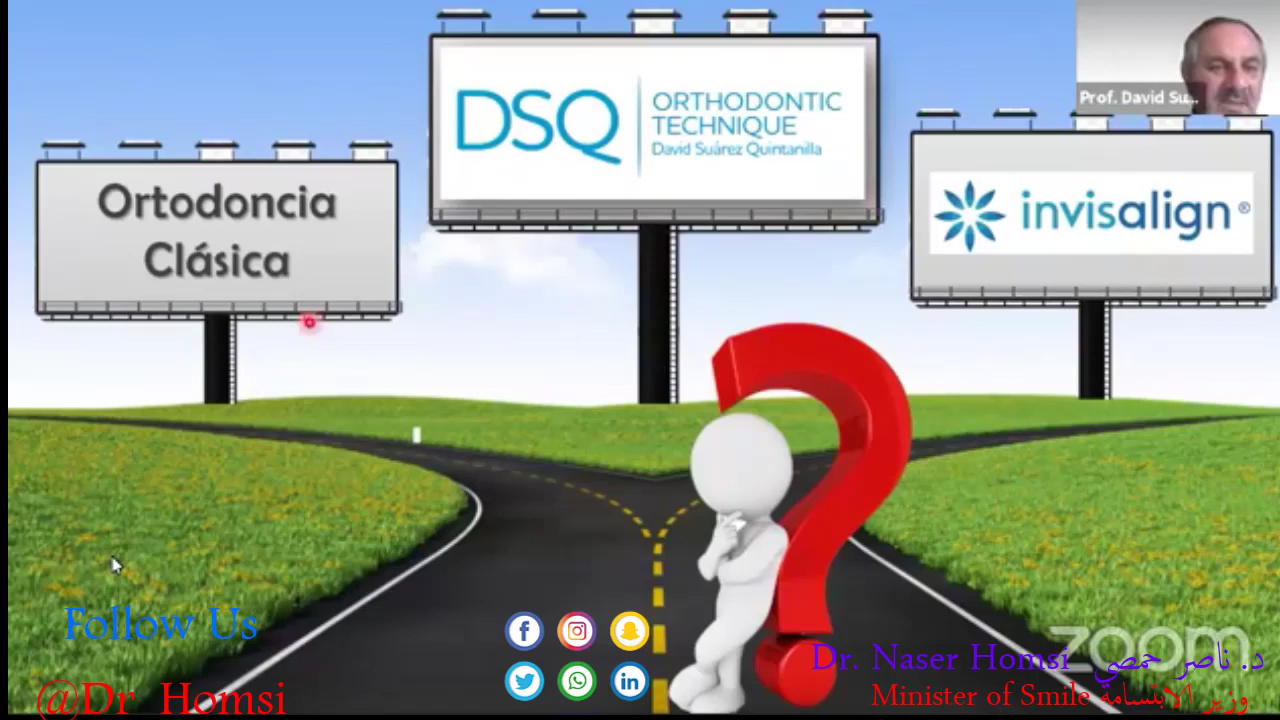 Prof. David Su...
DSQ
ORTHODONTIC
TECHNIQUE
David Suárez Quintanilla
Ortodoncia
Clásica
invisalign®
Follow Us
@Dr_Homsi
zoom
Dr. Naser Homsi د. ناصر حمصي
Minister of Smile وزير الابتسامة